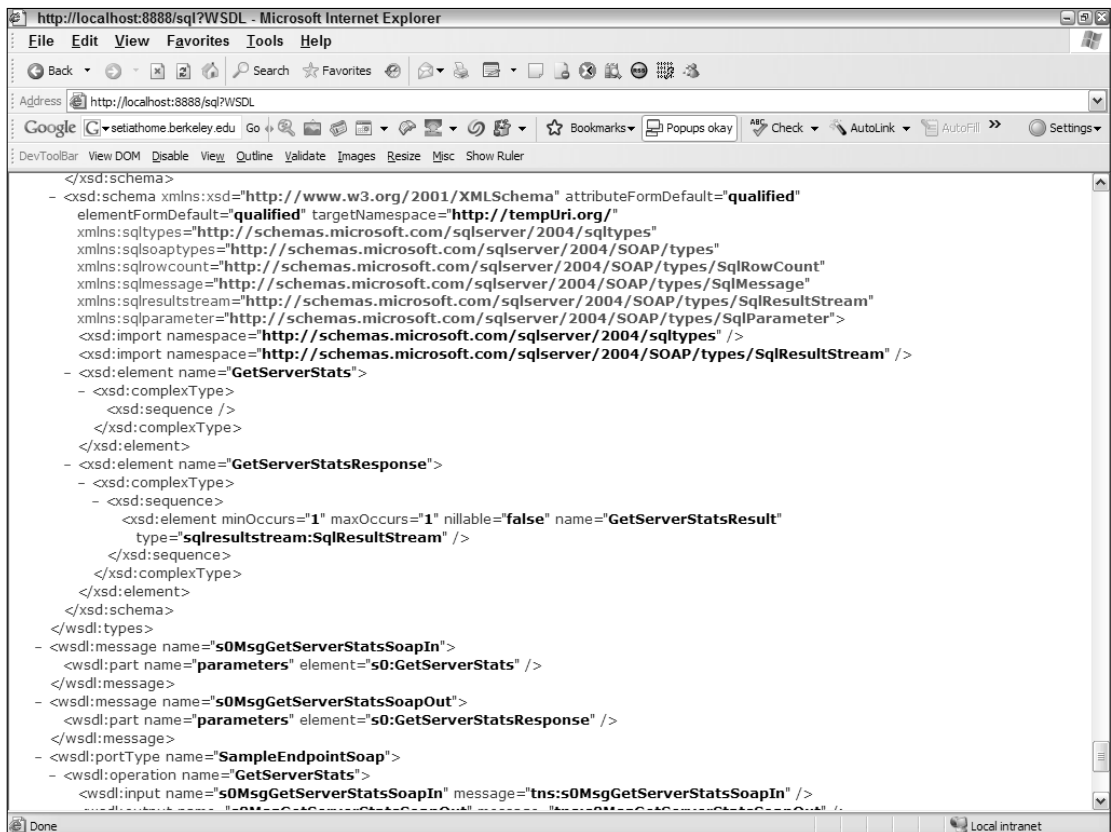 http://localhost:8888/sql?WSDL - Microsoft Internet Explorer
File Edit View Favorites Tools Help
Back Search Favorites
Address http://localhost:8888/sql?WSDL
Google G setiathome.berkeley.edu Go Bookmarks Popups okay ABC Check AutoLink AutoFill » Settings
DevToolBar View DOM Disable View Outline Validate Images Resize Misc Show Ruler
</xsd:schema>
- <xsd:schema xmlns:xsd="http://www.w3.org/2001/XMLSchema" attributeFormDefault="qualified"
elementFormDefault="qualified" targetNamespace="http://tempUri.org/"
xmlns:sqltypes="http://schemas.microsoft.com/sqlserver/2004/sqltypes"
xmlns:sqlsoaptypes="http://schemas.microsoft.com/sqlserver/2004/SOAP/types"
xmlns:sqlrowcount="http://schemas.microsoft.com/sqlserver/2004/SOAP/types/SqlRowCount"
xmlns:sqlmessage="http://schemas.microsoft.com/sqlserver/2004/SOAP/types/SqlMessage"
xmlns:sqlresultstream="http://schemas.microsoft.com/sqlserver/2004/SOAP/types/SqlResultStream"
xmlns:sqlparameter="http://schemas.microsoft.com/sqlserver/2004/SOAP/types/SqlParameter">
<xsd:import namespace="http://schemas.microsoft.com/sqlserver/2004/sqltypes" />
<xsd:import namespace="http://schemas.microsoft.com/sqlserver/2004/SOAP/types/SqlResultStream" />
- <xsd:element name="GetServerStats">
- <xsd:complexType>
<xsd:sequence />
</xsd:complexType>
</xsd:element>
- <xsd:element name="GetServerStatsResponse">
- <xsd:complexType>
- <xsd:sequence>
<xsd:element minOccurs="1" maxOccurs="1" nillable="false" name="GetServerStatsResult"
type="sqlresultstream:SqlResultStream" />
</xsd:sequence>
</xsd:complexType>
</xsd:element>
</xsd:schema>
</wsdl:types>
- <wsdl:message name="s0MsgGetServerStatsSoapIn">
<wsdl:part name="parameters" element="s0:GetServerStats" />
</wsdl:message>
- <wsdl:message name="s0MsgGetServerStatsSoapOut">
<wsdl:part name="parameters" element="s0:GetServerStatsResponse" />
</wsdl:message>
- <wsdl:portType name="SampleEndpointSoap">
- <wsdl:operation name="GetServerStats">
<wsdl:input name="s0MsgGetServerStatsSoapIn" message="tns:s0MsgGetServerStatsSoapIn" />
Done Local intranet